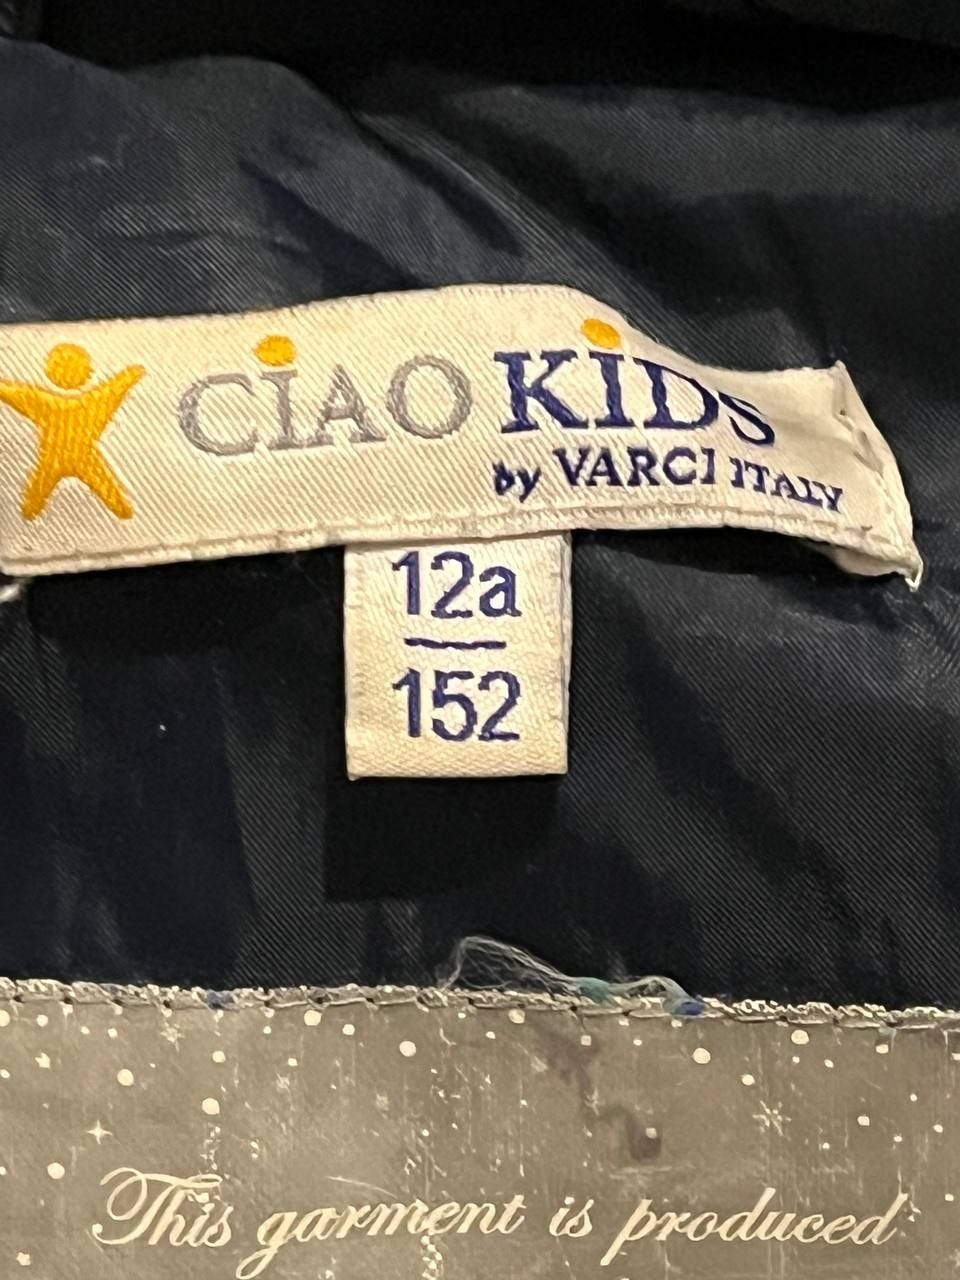 CiAO KiDS
by VARCI ITALY
12a
152
This garment is produced